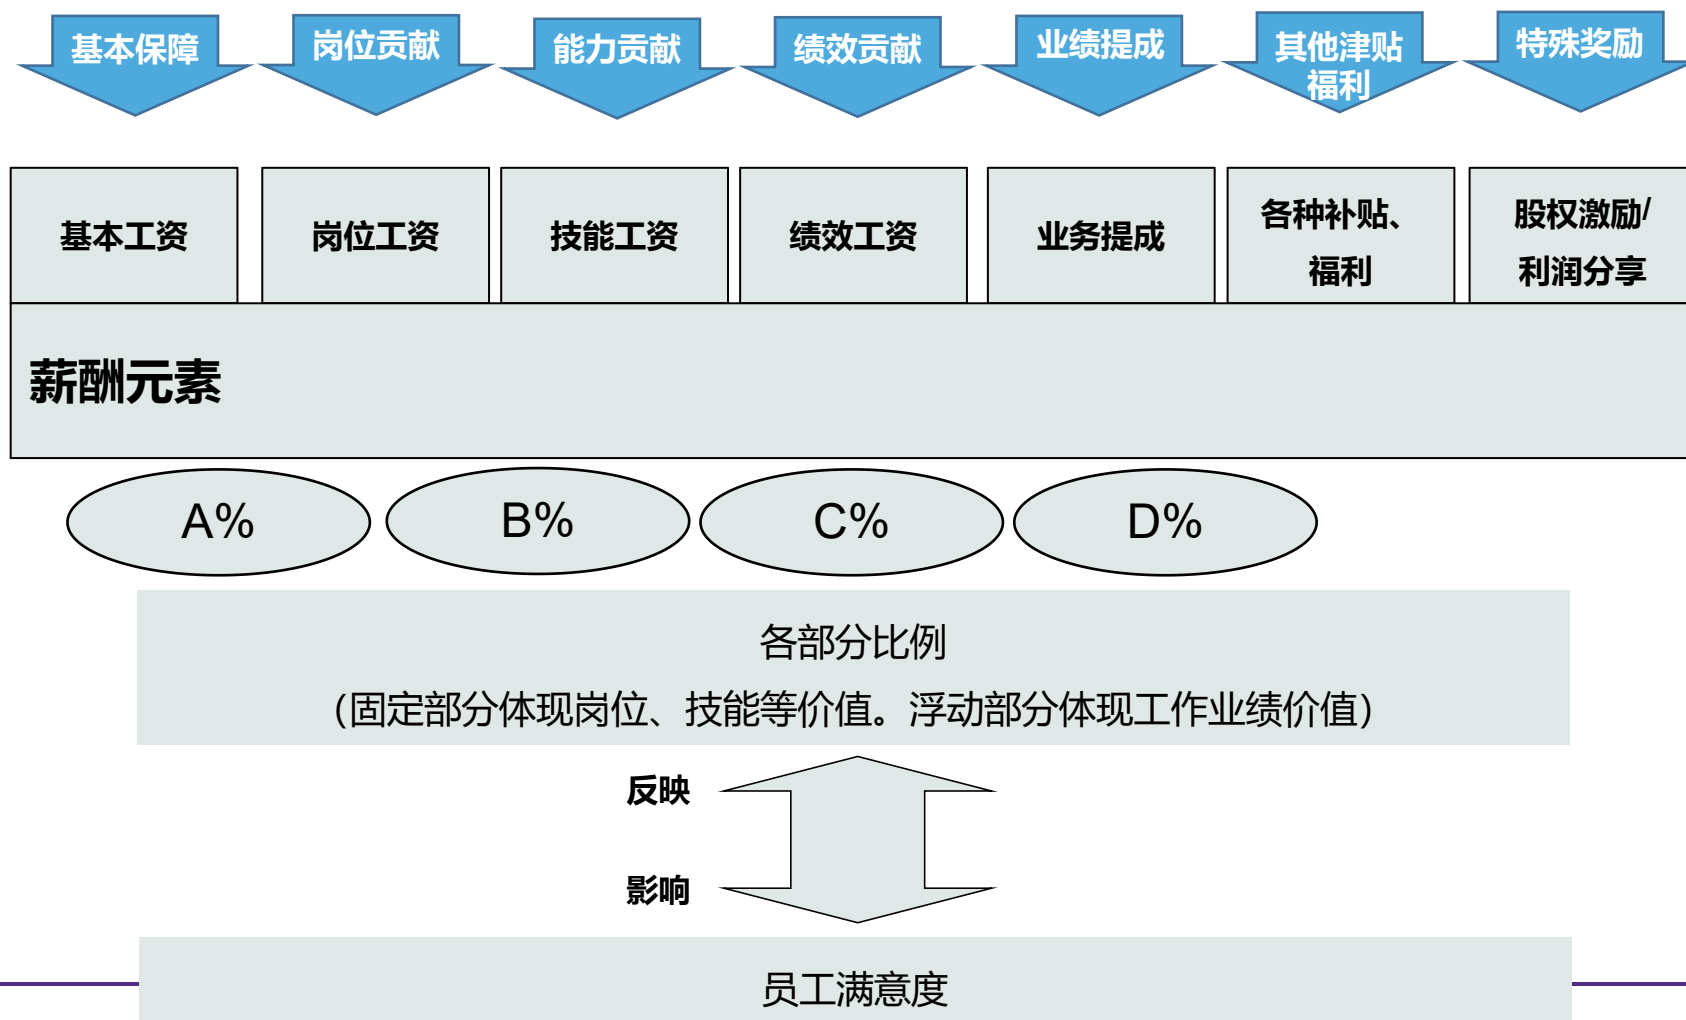 基本保障
岗位贡献
能力贡献
绩效贡献
业绩提成
其他津贴
福利
特殊奖励
基本工资
岗位工资
技能工资
绩效工资
业务提成
各种补贴、
福利
股权激励/
利润分享
薪酬元素
A%
B%
C%
D%
各部分比例
（固定部分体现岗位、技能等价值。浮动部分体现工作业绩价值）
反映
影响
员工满意度